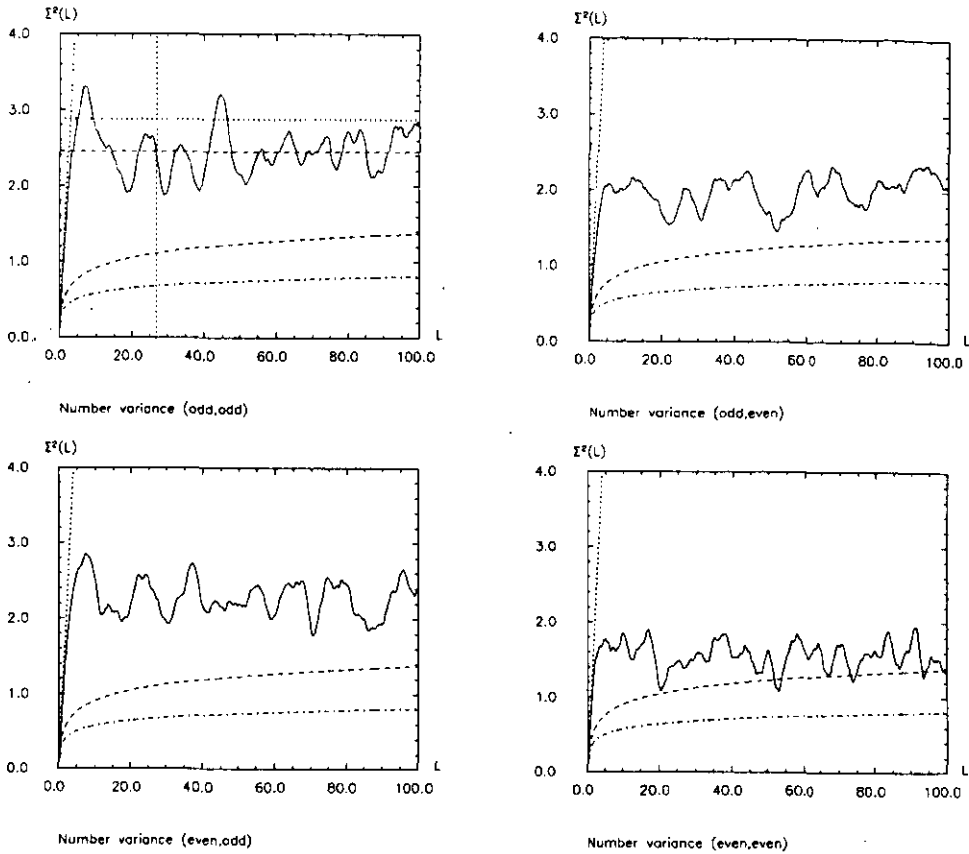 Σ²(L)
4.0
3.0
2.0
1.0
0.0
0.0 20.0 40.0 60.0 80.0 100.0
L
Number variance (odd,odd)
Σ²(L)
4.0
3.0
2.0
1.0
0.0
0.0 20.0 40.0 60.0 80.0 100.0
L
Number variance (odd,even)
Σ²(L)
4.0
3.0
2.0
1.0
0.0
0.0 20.0 40.0 60.0 80.0 100.0
L
Number variance (even,odd)
Σ²(L)
4.0
3.0
2.0
1.0
0.0
0.0 20.0 40.0 60.0 80.0 100.0
L
Number variance (even,even)